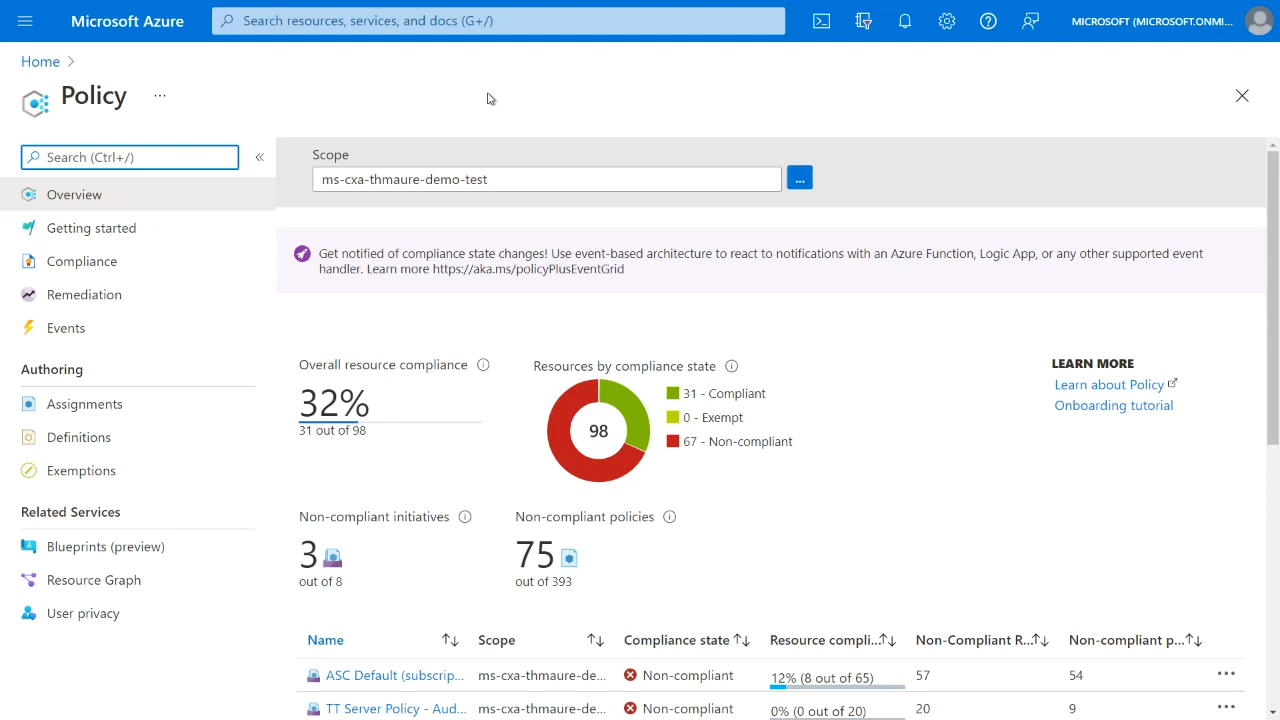 Microsoft Azure
Search resources, services, and docs (G+/)
MICROSOFT (MICROSOFT.ONMI...
Home
Policy
...
Search (Ctrl+/)
«
Overview
Getting started
Compliance
Remediation
Events
Authoring
Assignments
Definitions
Exemptions
Related Services
Blueprints (preview)
Resource Graph
User privacy
Scope
ms-cxa-thmaure-demo-test
...
Get notified of compliance state changes! Use event-based architecture to react to notifications with an Azure Function, Logic App, or any other supported event
handler. Learn more https://aka.ms/policyPlusEventGrid
Overall resource compliance
32%
31 out of 98
Resources by compliance state
98
31 - Compliant
0 - Exempt
67 - Non-compliant
LEARN MORE
Learn about Policy
Onboarding tutorial
Non-compliant initiatives
3
out of 8
Non-compliant policies
75
out of 393
Name Scope Compliance state Resource compli... Non-Compliant R... Non-compliant p...
ASC Default (subscrip... ms-cxa-thmaure-de... Non-compliant 12% (8 out of 65) 57 54 ...
TT Server Policy - Aud... ms-cxa-thmaure-de... Non-compliant 0% (0 out of 20) 20 9 ...